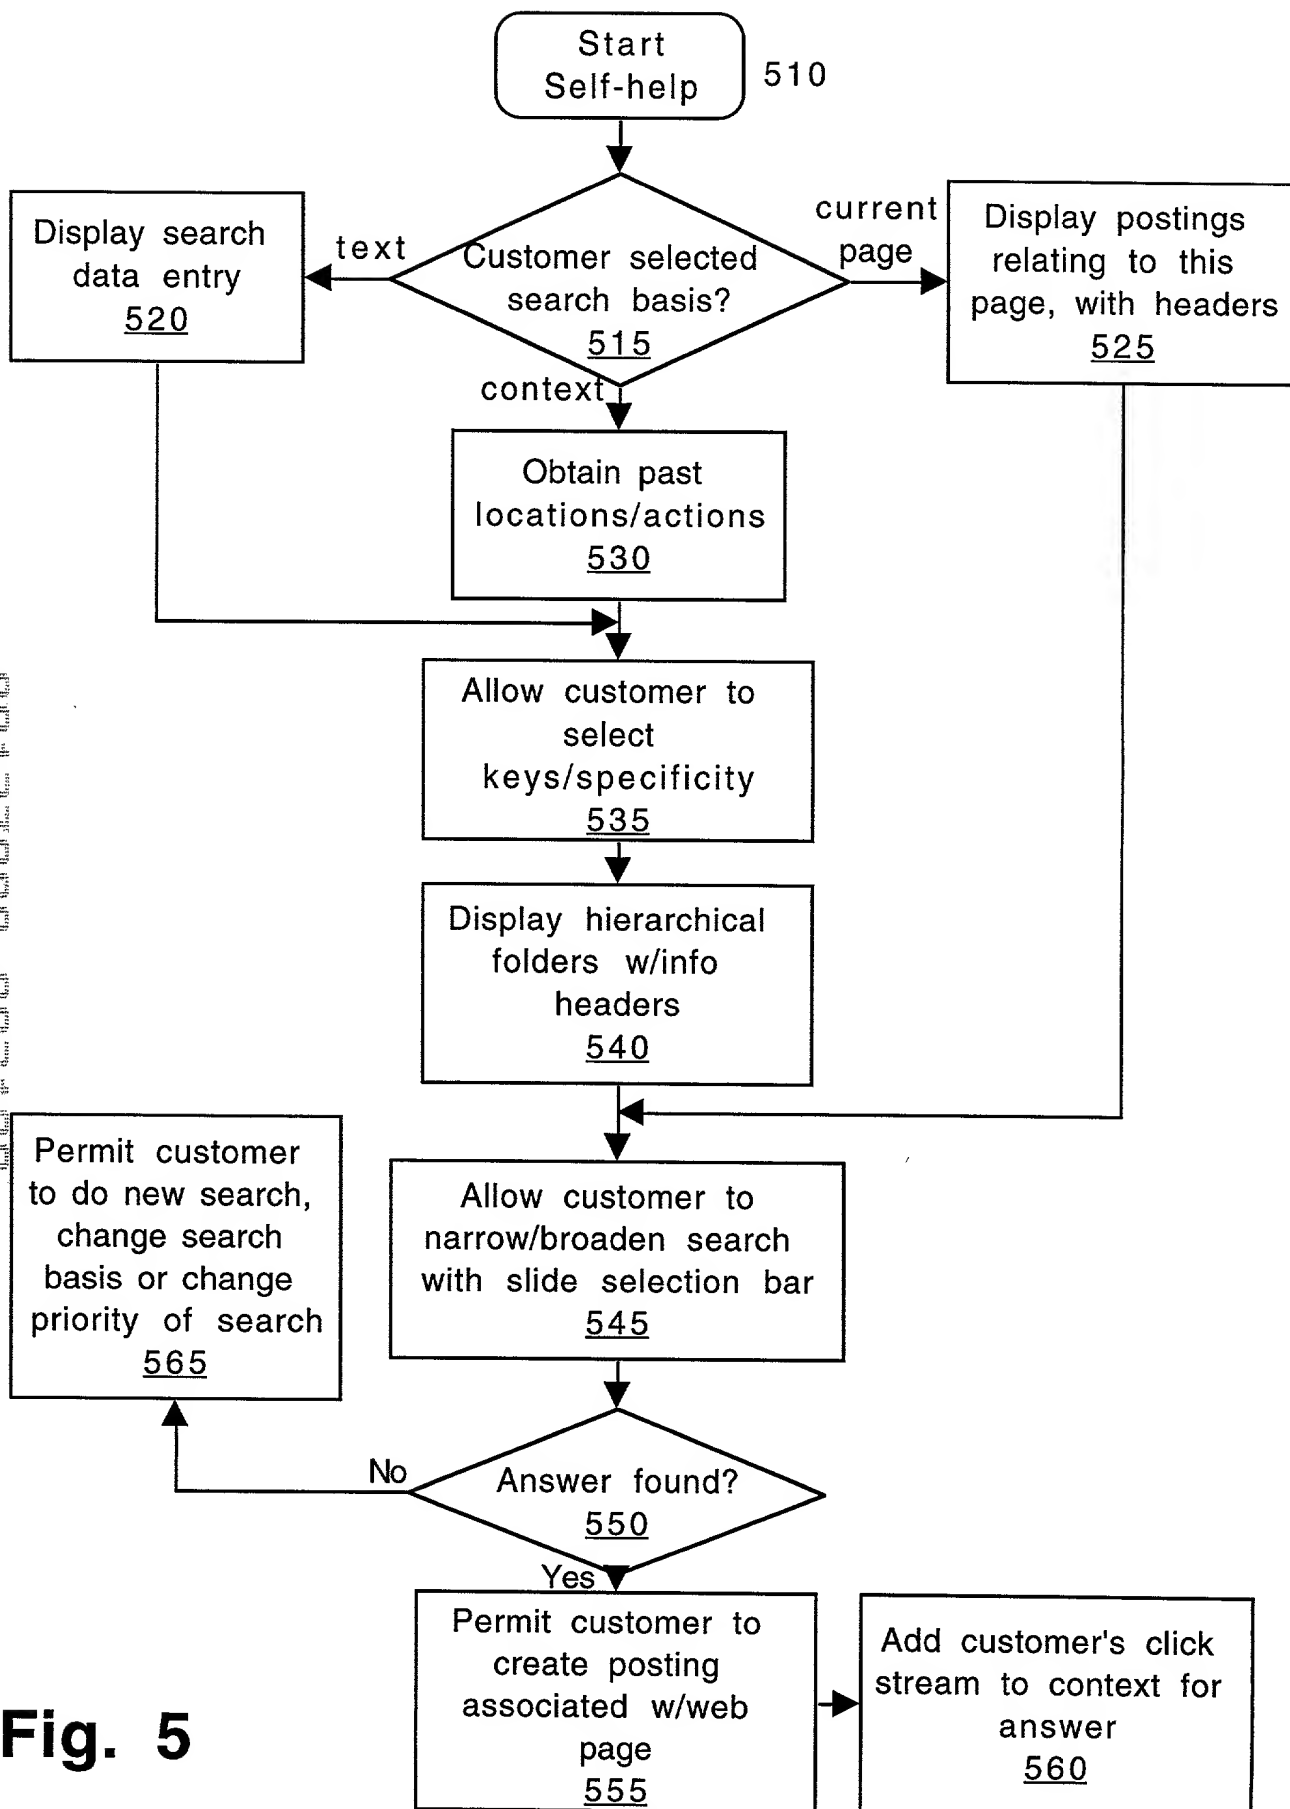 Start
Self-help
510
Customer selected
search basis?
515
text
current
page
context
Display search
data entry
520
Display postings
relating to this
page, with headers
525
Obtain past
locations/actions
530
Allow customer to
select
keys/specificity
535
Display hierarchical
folders w/info
headers
540
Allow customer to
narrow/broaden search
with slide selection bar
545
Answer found?
550
No
Yes
Permit customer
to do new search,
change search
basis or change
priority of search
565
Permit customer to
create posting
associated w/web
page
555
Add customer's click
stream to context for
answer
560
Fig. 5